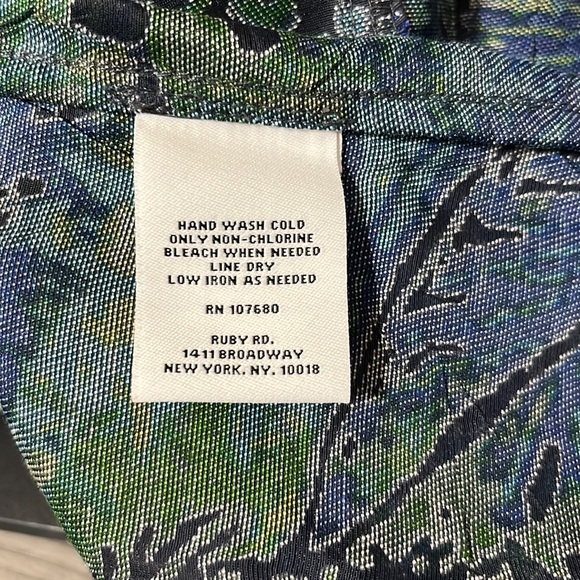 HAND WASH COLD
ONLY NON-CHLORINE
BLEACH WHEN NEEDED
LINE DRY
LOW IRON AS NEEDED
RN 107680
RUBY RD.
1411 BROADWAY
NEW YORK. NY. 10018